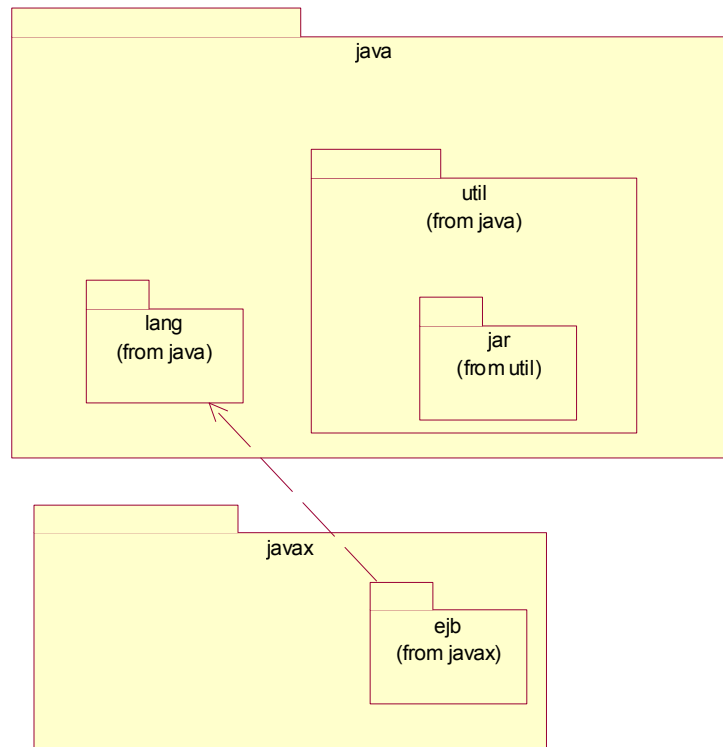 java
util
(from java)
lang
(from java)
jar
(from util)
javax
ejb
(from javax)